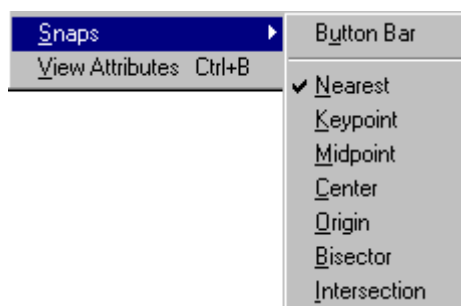 Snaps
View Attributes Ctrl+B
Button Bar
Nearest
Keypoint
Midpoint
Center
Origin
Bisector
Intersection